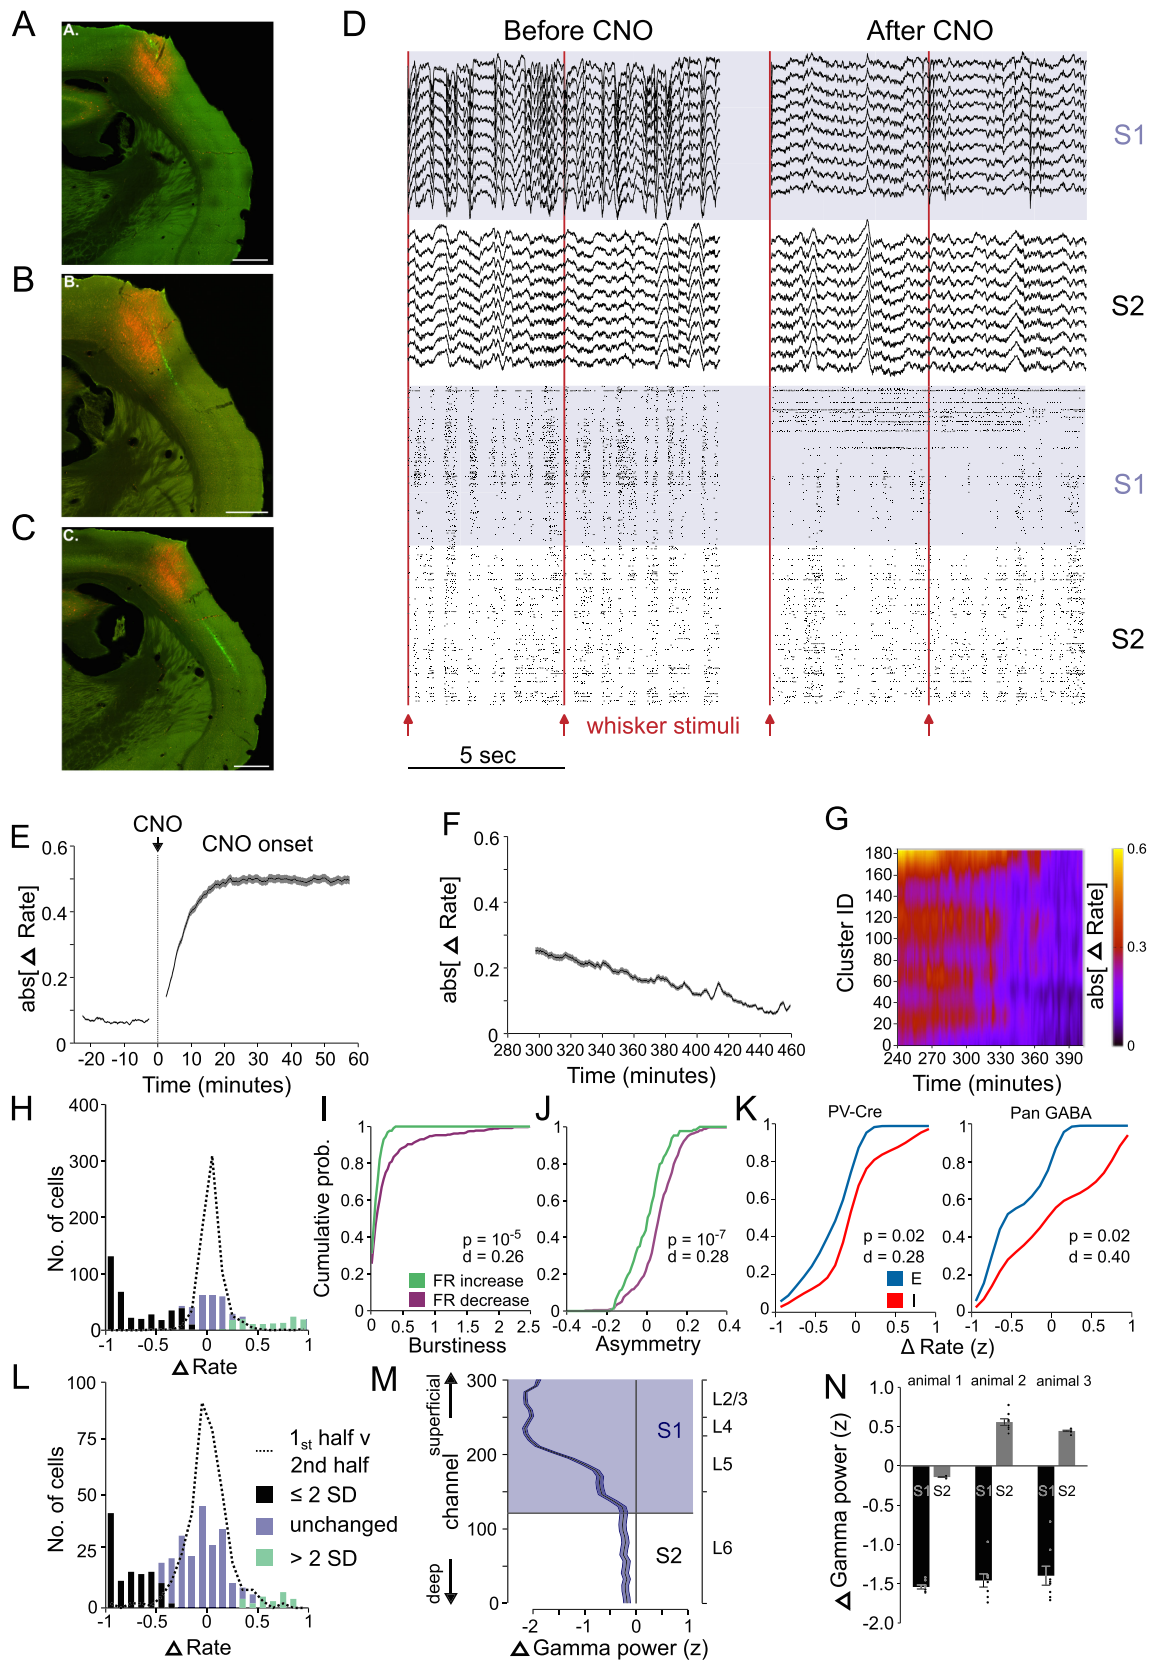 A
A.
B
B.
C
C.
D
Before CNO
After CNO
S1
S2
S1
S2
whisker stimuli
5 sec
E
CNO
CNO onset
abs[ Δ Rate]
0.6
0.4
0.2
0
-20
-10
0
10
20
30
40
50
60
Time (minutes)
F
abs[ Δ Rate]
0.6
0.4
0.2
0
280
300
320
340
360
380
400
420
440
460
Time (minutes)
G
Cluster ID
180
160
140
120
100
80
60
40
20
0
240
270
300
330
360
390
Time (minutes)
0.6
0.3
0
abs[ Δ Rate]
H
No. of cells
400
300
200
100
0
-1
-0.5
0
0.5
1
Δ Rate
I
Cumulative prob.
1
0.8
0.6
0.4
0.2
0
p = 10-5
d = 0.26
FR increase
FR decrease
0
0.5
1.5
2.5
Burstiness
J
1
0.8
0.6
0.4
0.2
0
p = 10-7
d = 0.28
-0.4
0
0.2
0.4
Asymmetry
K
PV-Cre
Pan GABA
1
0.8
0.6
0.4
0.2
0
p = 0.02
d = 0.28
E
I
-1
-0.5
0
0.5
1
1
0.8
0.6
0.4
0.2
0
p = 0.02
d = 0.40
-1
-0.5
0
0.5
1
Δ Rate (z)
L
No. of cells
100
75
50
25
0
1st half v
2nd half
≤ 2 SD
unchanged
> 2 SD
-1
-0.5
0
0.5
1
Δ Rate
M
superficial
channel
deep
300
200
100
0
S1
S2
L2/3
L4
L5
L6
-2
-1
0
1
Δ Gamma power (z)
N
animal 1
animal 2
animal 3
Δ Gamma power (z)
1.0
0.5
0
-0.5
-1.0
-1.5
-2.0
S1
S2
S1
S2
S1
S2